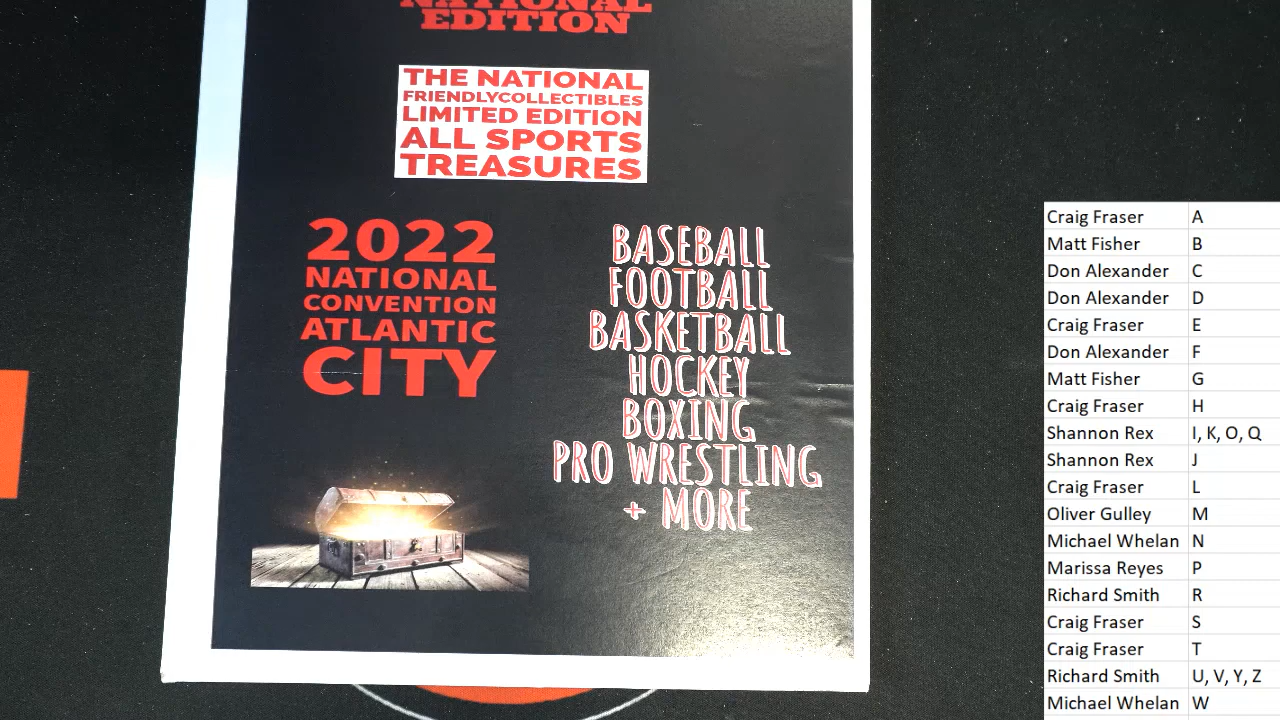 NATIONAL
EDITION
THE NATIONAL
FRIENDLYCOLLECTIBLES
LIMITED EDITION
ALL SPORTS
TREASURES
2022
NATIONAL
CONVENTION
ATLANTIC
CITY
BASEBALL
FOOTBALL
BASKETBALL
HOCKEY
BOXING
PRO WRESTLING
+ MORE
Craig Fraser A
Matt Fisher B
Don Alexander C
Don Alexander D
Craig Fraser E
Don Alexander F
Matt Fisher G
Craig Fraser H
Shannon Rex I, K, O, Q
Shannon Rex J
Craig Fraser L
Oliver Gulley M
Michael Whelan N
Marissa Reyes P
Richard Smith R
Craig Fraser S
Craig Fraser T
Richard Smith U, V, Y, Z
Michael Whelan W